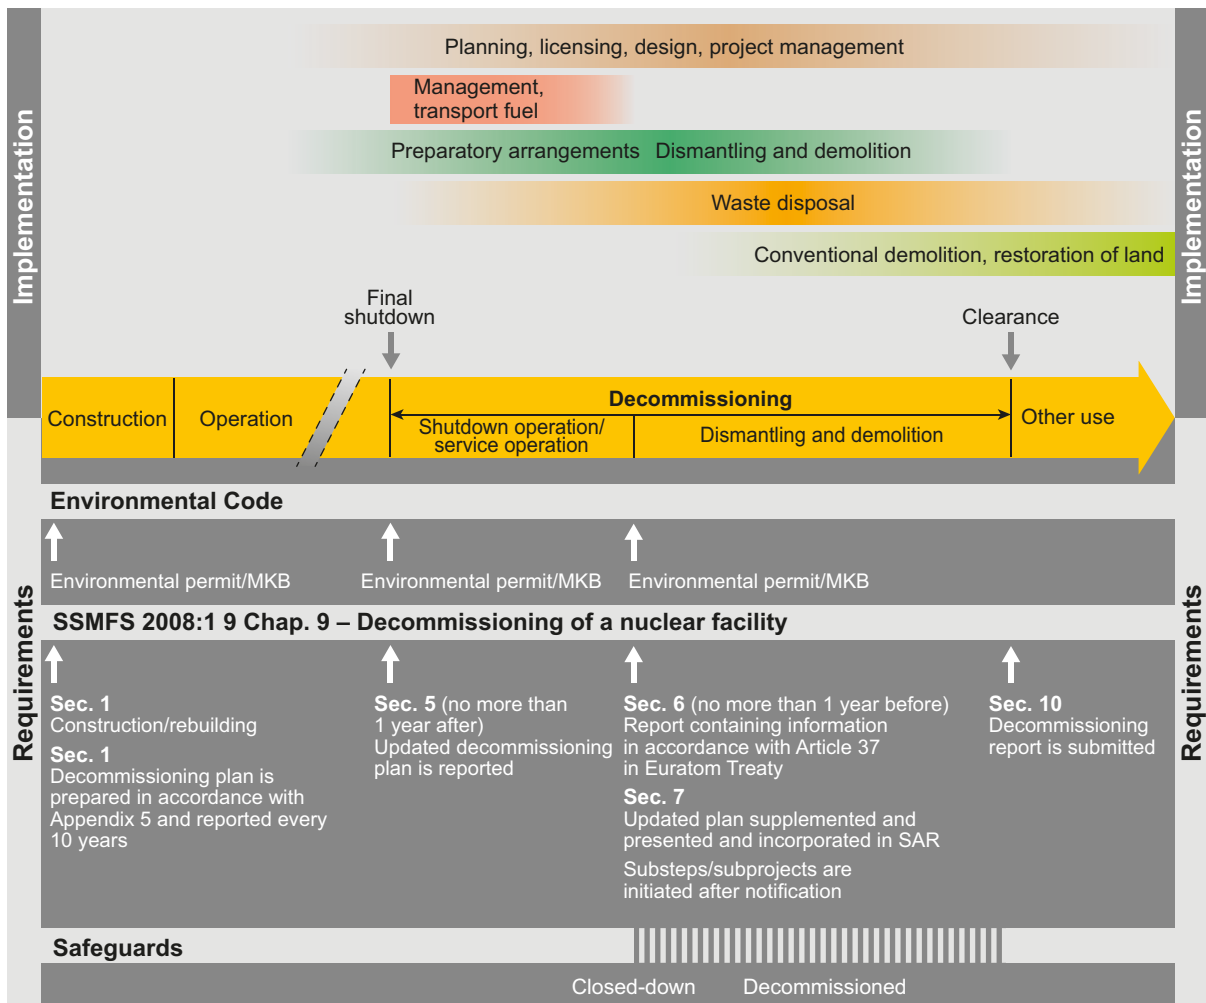 Implementation
Implementation
Planning, licensing, design, project management
Management,
transport fuel
Preparatory arrangements Dismantling and demolition
Waste disposal
Conventional demolition, restoration of land
Final
shutdown
Clearance
Construction
Operation
Decommissioning
Shutdown operation/
service operation
Dismantling and demolition
Other use
Requirements
Requirements
Environmental Code
Environmental permit/MKB
Environmental permit/MKB
Environmental permit/MKB
SSMFS 2008:1 9 Chap. 9 – Decommissioning of a nuclear facility
Sec. 1
Construction/rebuilding
Sec. 1
Decommissioning plan is
prepared in accordance with
Appendix 5 and reported every
10 years
Sec. 5 (no more than
1 year after)
Updated decommissioning
plan is reported
Sec. 6 (no more than 1 year before)
Report containing information
in accordance with Article 37
in Euratom Treaty
Sec. 7
Updated plan supplemented and
presented and incorporated in SAR
Substeps/subprojects are
initiated after notification
Sec. 10
Decommissioning
report is submitted
Safeguards
Closed-down
Decommissioned